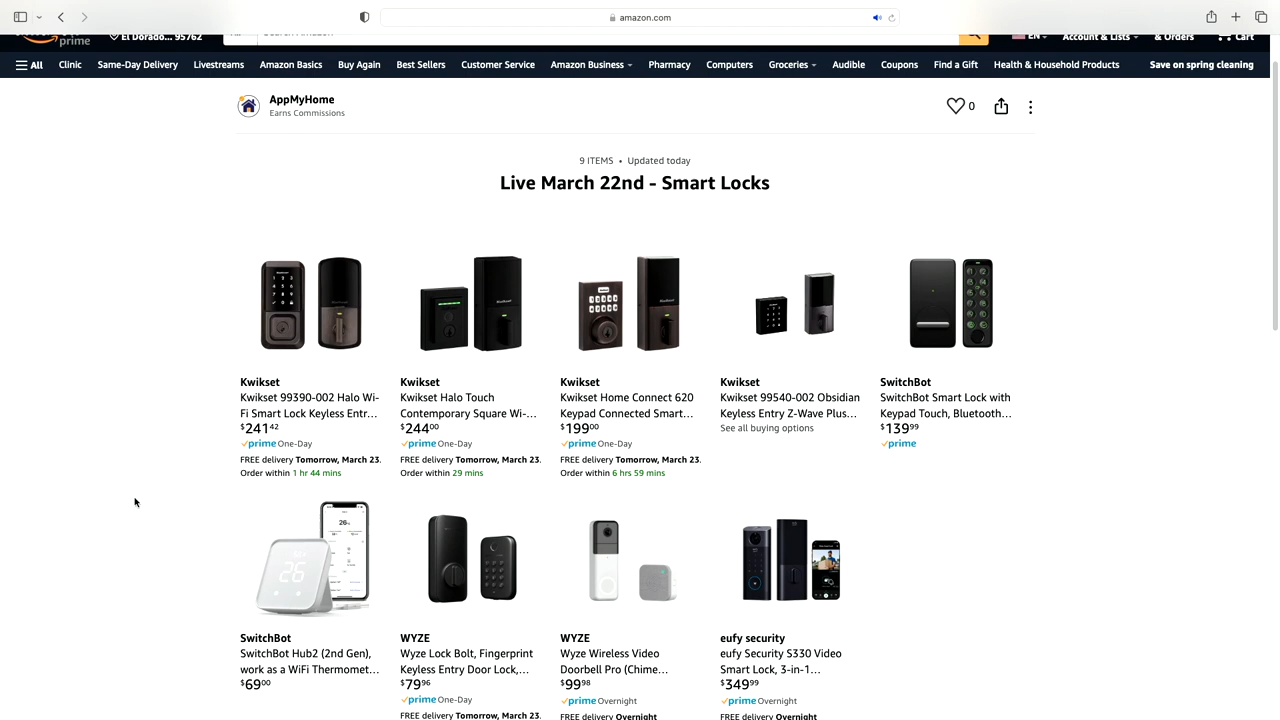 amazon.com
prime
El Dorado... 95762
EN
Account & Lists
& Orders
Cart
All
Clinic
Same-Day Delivery
Livestreams
Amazon Basics
Buy Again
Best Sellers
Customer Service
Amazon Business
Pharmacy
Computers
Groceries
Audible
Coupons
Find a Gift
Health & Household Products
Save on spring cleaning
AppMyHome
Earns Commissions
0
9 ITEMS • Updated today
Live March 22nd - Smart Locks
Kwikset
Kwikset 99390-002 Halo Wi-
Fi Smart Lock Keyless Entr...
$241 42
prime One-Day
FREE delivery Tomorrow, March 23.
Order within 1 hr 44 mins
Kwikset
Kwikset Halo Touch
Contemporary Square Wi-...
$244 00
prime One-Day
FREE delivery Tomorrow, March 23.
Order within 29 mins
Kwikset
Kwikset Home Connect 620
Keypad Connected Smart...
$199 00
prime One-Day
FREE delivery Tomorrow, March 23.
Order within 6 hrs 59 mins
Kwikset
Kwikset 99540-002 Obsidian
Keyless Entry Z-Wave Plus...
See all buying options
SwitchBot
SwitchBot Smart Lock with
Keypad Touch, Bluetooth...
$139 99
prime
26
SwitchBot
SwitchBot Hub2 (2nd Gen),
work as a WiFi Thermomet...
$69 00
WYZE
Wyze Lock Bolt, Fingerprint
Keyless Entry Door Lock,...
$79 96
prime One-Day
FREE delivery Tomorrow, March 23.
WYZE
Wyze Wireless Video
Doorbell Pro (Chime...
$99 98
prime Overnight
FREE delivery Overnight
eufy security
eufy Security S330 Video
Smart Lock, 3-in-1...
$349 99
prime Overnight
FREE delivery Overnight